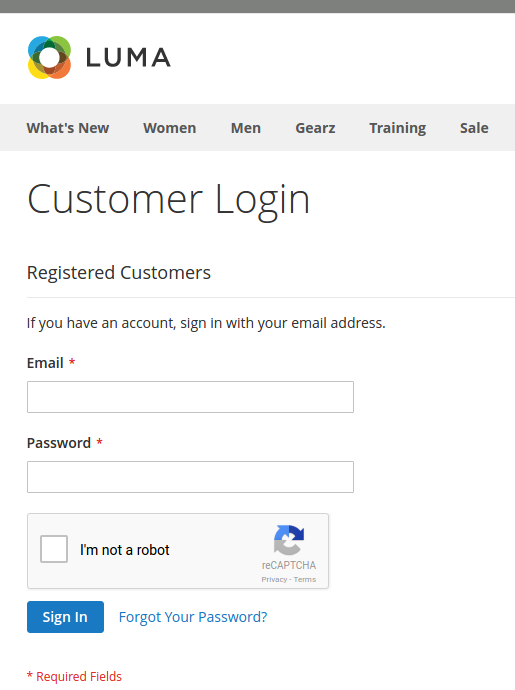 LUMA
What's New Women Men Gearz Training Sale
Customer Login
Registered Customers
If you have an account, sign in with your email address.
Email *
Password *
I'm not a robot
reCAPTCHA
Privacy - Terms
Sign In Forgot Your Password?
* Required Fields